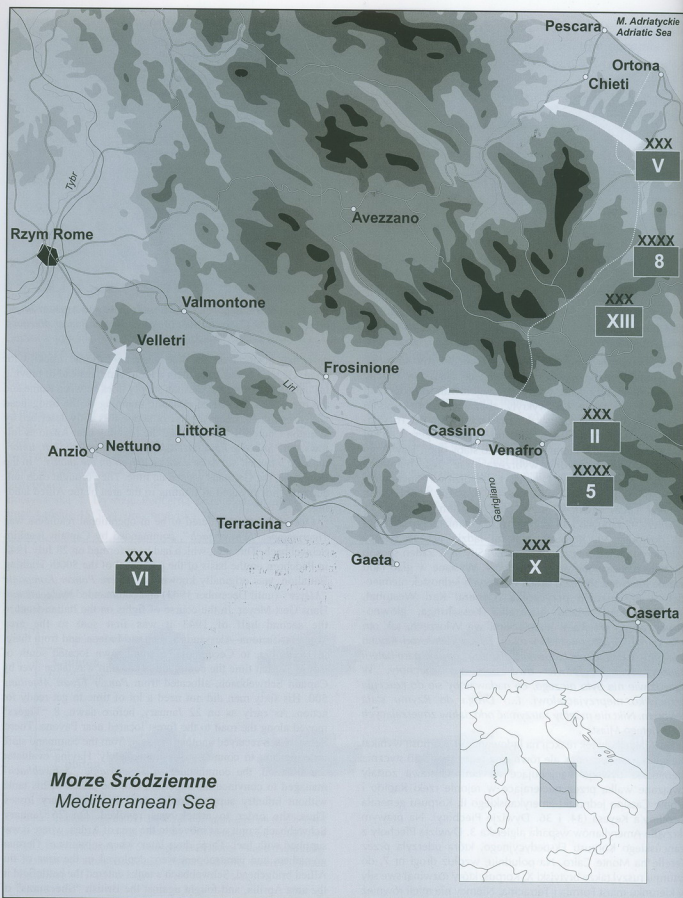 M. Adriatyckie
Adriatic Sea
Pescara
Ortona
Chieti
XXX
V
Tybr
Avezzano
Rzym Rome
XXXX
8
XXX
XIII
Valmontone
Velletri
Frosinione
Liri
XXX
II
Cassino
Venafro
Littoria
Anzio
Nettuno
XXXX
5
Garigliano
Terracina
XXX
X
Gaeta
XXX
VI
Caserta
Morze Śródziemne
Mediterranean Sea